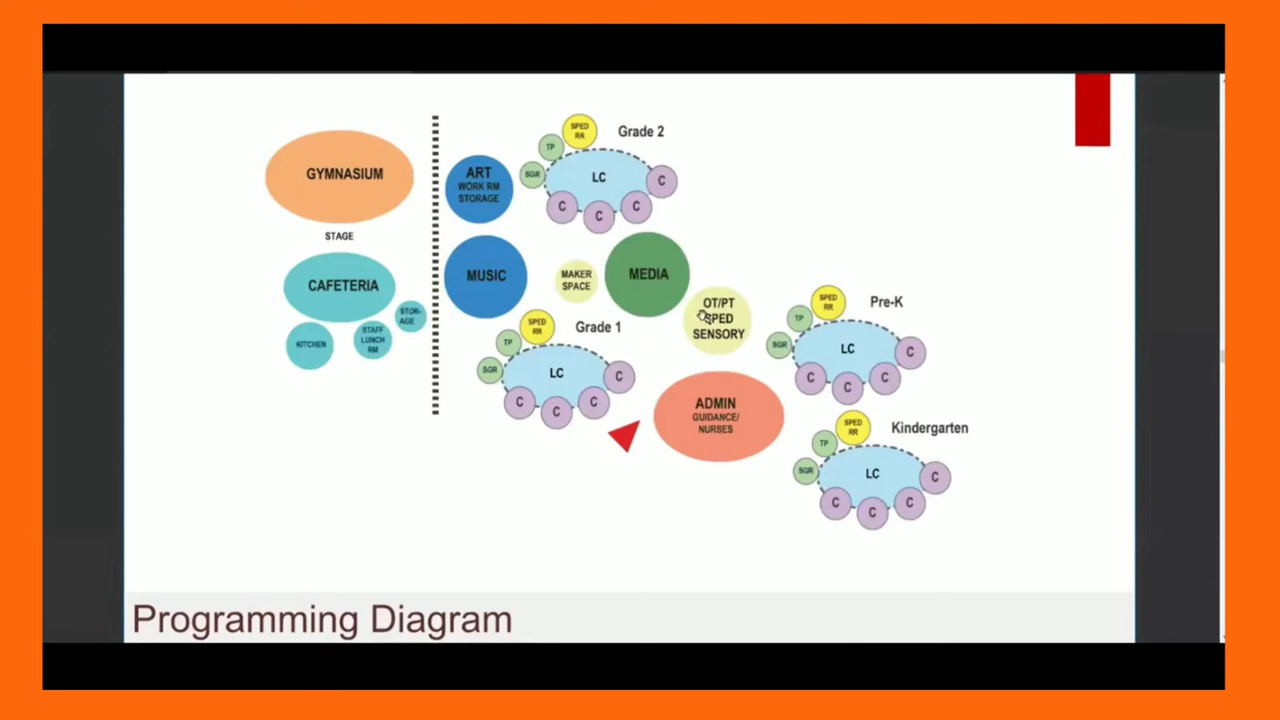 GYMNASIUM
STAGE
CAFETERIA
STOR-
AGE
KITCHEN
STAFF
LUNCH
RM
ART
WORK RM
STORAGE
MUSIC
MAKER
SPACE
MEDIA
OT/PT
SPED
SENSORY
ADMIN
GUIDANCE/
NURSES
Grade 2
SPED
RR
TP
SGR
LC
C
C
C
C
Grade 1
SPED
RR
TP
SGR
LC
C
C
C
C
Pre-K
SPED
RR
TP
SGR
LC
C
C
C
C
Kindergarten
SPED
RR
TP
SGR
LC
C
C
C
C
Programming Diagram